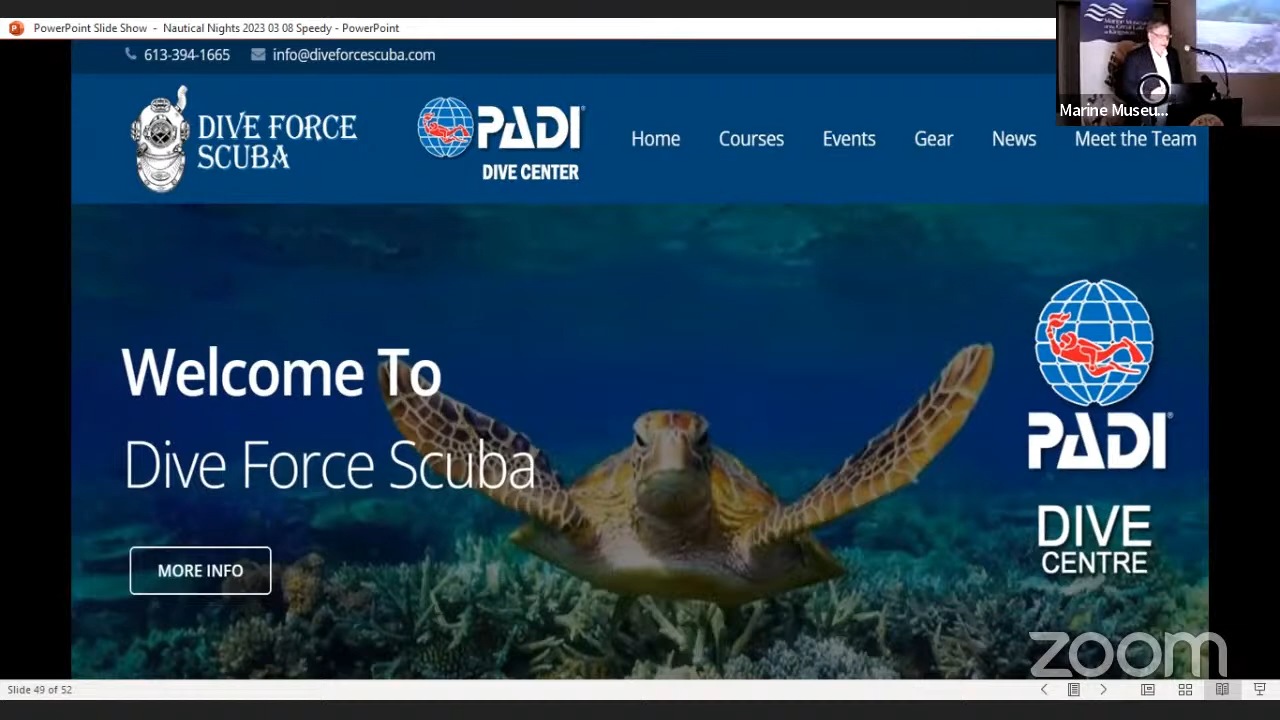 PowerPoint Slide Show - Nautical Nights 2023 03 08 Speedy - PowerPoint
613-394-1665 info@diveforcescuba.com
Marine Museu...
DIVE FORCE
SCUBA
PADI
DIVE CENTER
Home Courses Events Gear News Meet the Team
Welcome To
Dive Force Scuba
MORE INFO
PADI
DIVE
CENTRE
zoom
Slide 49 of 52